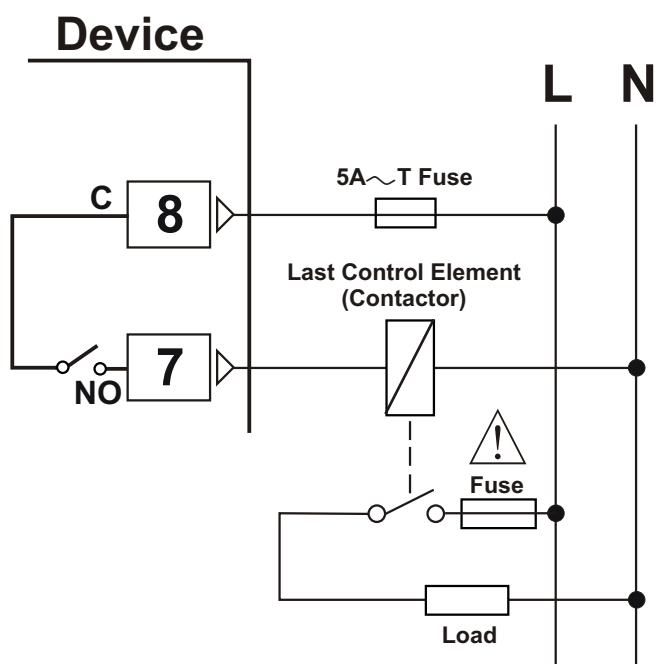 Device
L N
5A～T Fuse
C
8
Last Control Element
(Contactor)
7
NO
!
Fuse
Load